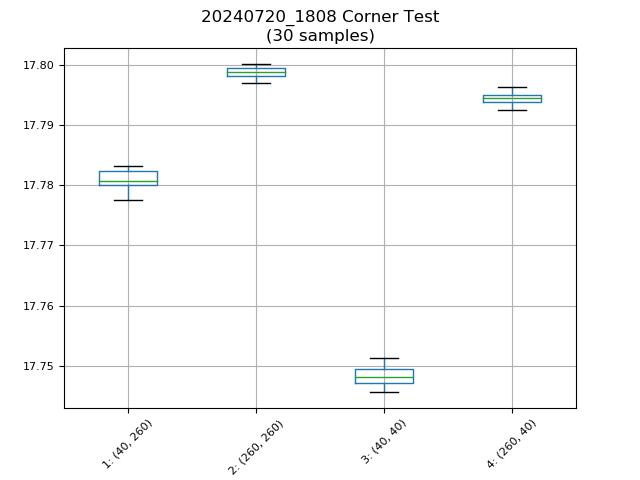 20240720_1808 Corner Test
(30 samples)
17.80
17.79
17.78
17.77
17.76
17.75
1: (40, 260)
2: (260, 260)
3: (40, 40)
4: (260, 40)